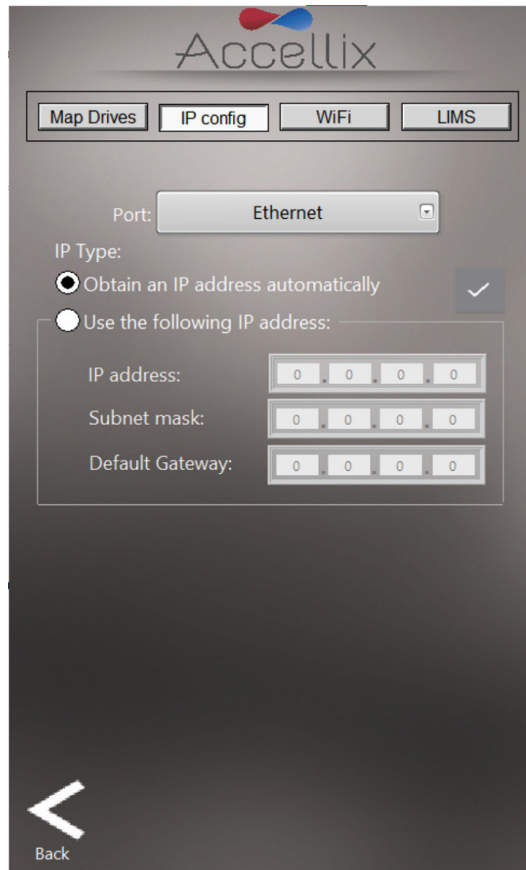 Accellix
Map Drives IP config WiFi LIMS
Port: Ethernet
IP Type:
Obtain an IP address automatically
Use the following IP address:
IP address: 0 . 0 . 0 . 0
Subnet mask: 0 . 0 . 0 . 0
Default Gateway: 0 . 0 . 0 . 0
Back